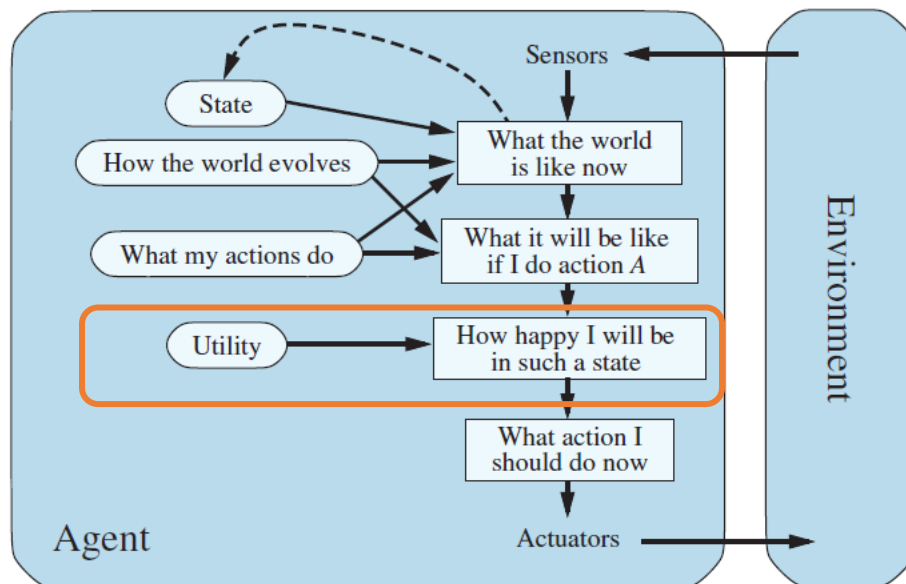 Sensors
State
What the world
is like now
How the world evolves
What it will be like
if I do action A
What my actions do
How happy I will be
in such a state
Utility
What action I
should do now
Agent
Actuators
Environment